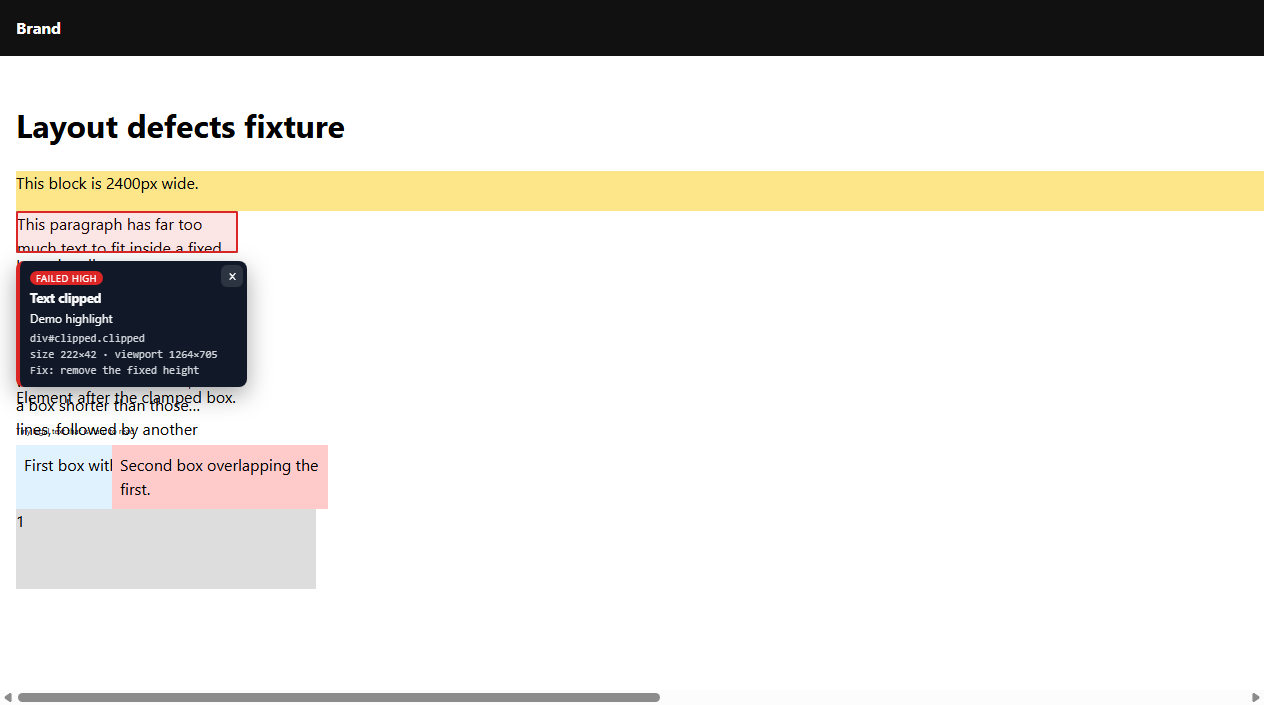 Brand
Layout defects fixture
This block is 2400px wide.
This paragraph has far too
much text to fit inside a fixed
FAILED HIGH
x
Text clipped
Demo highlight
div#clipped.clipped
size 222×42 · viewport 1264×705
Fix: remove the fixed height
Element after the clamped box.
a box shorter than those…
lines, followed by another
First box with
Second box overlapping the
first.
1